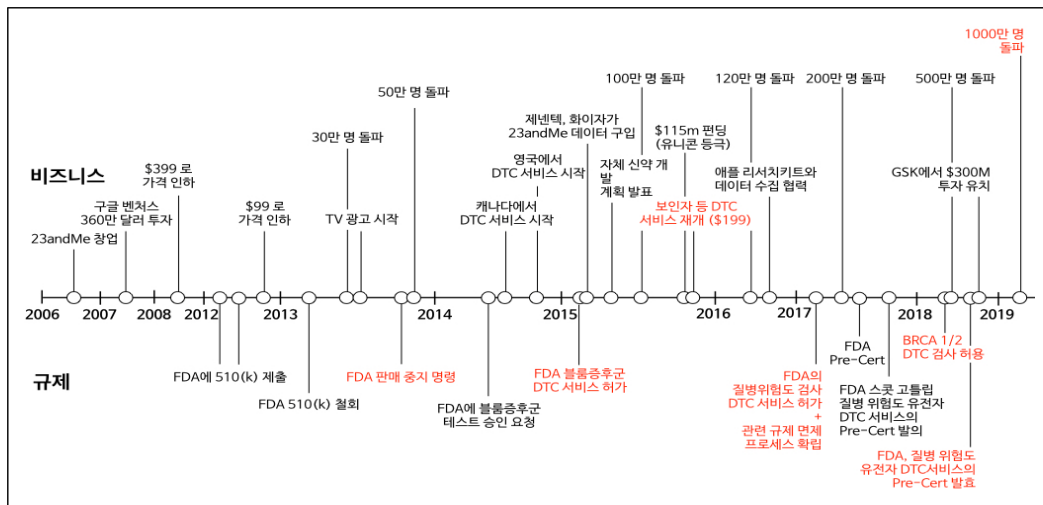 1000만 명
돌파
50만 명 돌파
100만 명 돌파
120만 명 돌파
200만 명 돌파
500만 명 돌파
30만 명 돌파
제넨텍, 화이자가
23andMe 데이터 구입
$115m 펀딩
(유니콘 등극)
비즈니스
$399 로
가격 인하
영국에서
DTC 서비스 시작
자체 신약 개
발
계획 발표
애플 리서치키트와
데이터 수집 협력
GSK에서 $300M
투자 유치
구글 벤처스
360만 달러 투자
$99 로
가격 인하
TV 광고 시작
캐나다에서
DTC 서비스 시작
보인자 등 DTC
서비스 재개 ($199)
23andMe 창업
2006
2007
2008
2012
2013
2014
2015
2016
2017
2018
2019
규제
FDA에 510(k) 제출
FDA 510(k) 철회
FDA 판매 중지 명령
FDA에 블룸증후군
테스트 승인 요청
FDA 블룸증후군
DTC 서비스 허가
FDA의
질병위험도 검사
DTC 서비스 허가
+
관련 규제 면제
프로세스 확립
FDA
Pre-Cert
FDA 스콧 고틀립
질병 위험도 유전자
DTC 서비스의
Pre-Cert 발의
BRCA 1/2
DTC 검사 허용
FDA, 질병 위험도
유전자 DTC서비스의
Pre-Cert 발효